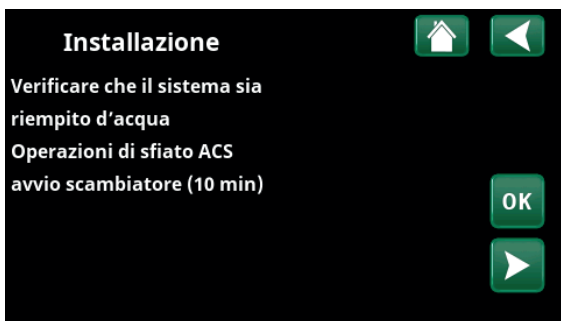 Installazione
Verificare che il sistema sia
riempito d’acqua
Operazioni di sfiato ACS
avvio scambiatore (10 min)
OK